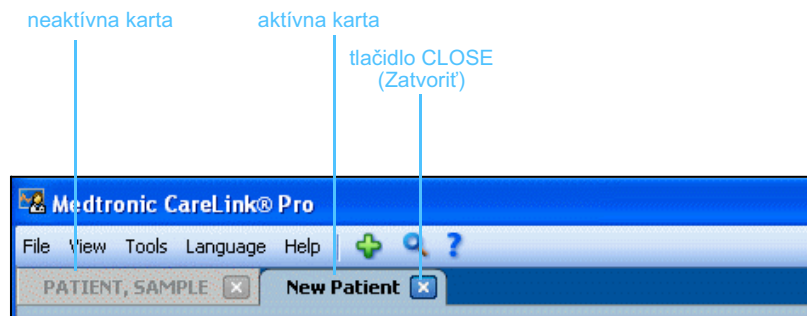 neaktívna karta
aktívna karta
tlačidlo CLOSE
(Zatvoriť)
Medtronic CareLink® Pro
File View Tools Language Help
PATIENT, SAMPLE
New Patient